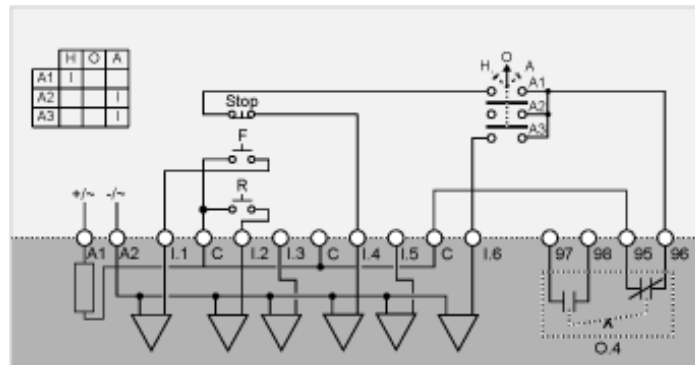 H O A
A1 I
A2 I
A3 I
H O A
A1
A2
A3
Stop
F
R
+/~ -/~
A1 A2 I.1 C I.2 I.3 C I.4 I.5 C I.6 97 98 95 96
O.4